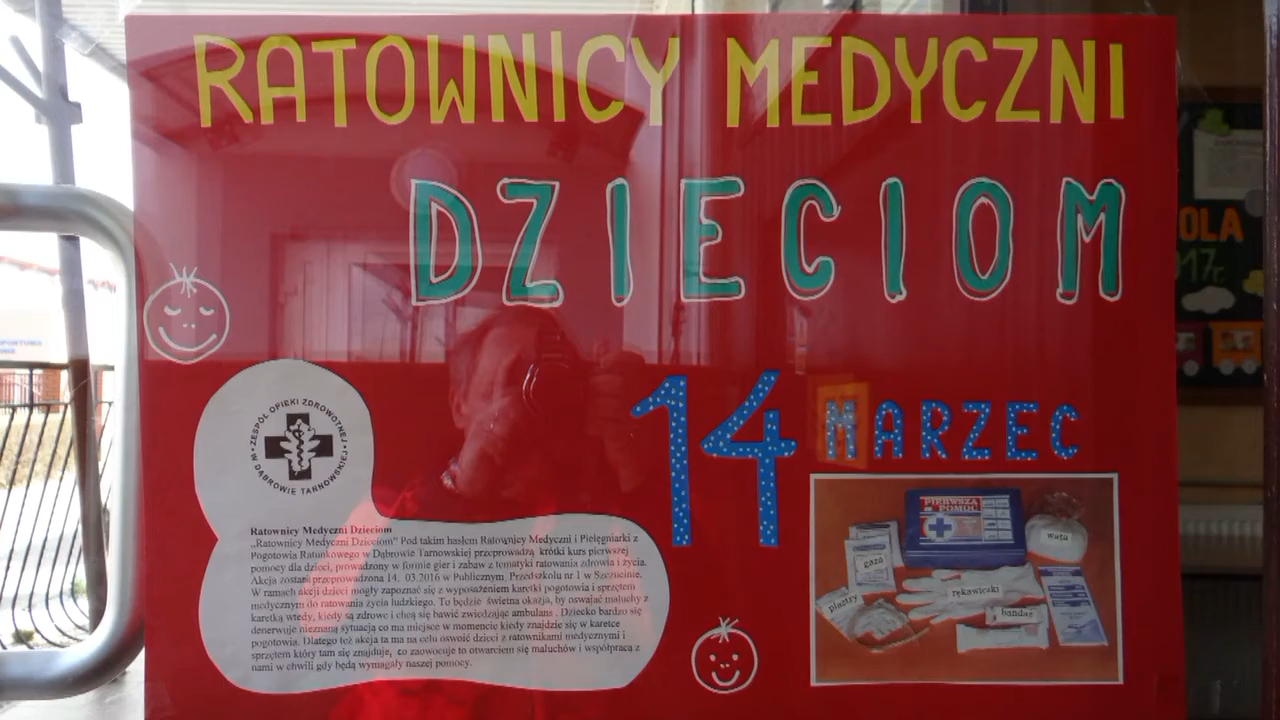 RATOWNICY MEDYCZNI
DZIECIOM
14 MARZEC
ZESPÓŁ OPIEKI ZDROWOTNEJ
W DĄBROWIE TARNOWSKIEJ
Ratownicy Medyczni Dzieciom
„Ratownicy Medyczni Dzieciom" Pod takim hasłem Ratownicy Medyczni i Pielęgniarki z
Pogotowia Ratunkowego w Dąbrowie Tarnowskiej przeprowadzą krótki kurs pierwszej
pomocy dla dzieci, prowadzony w formie gier i zabaw z tematyki ratowania zdrowia i życia.
Akcja zostanie przeprowadzona 14. 03.2016 w Publicznym Przedszkolu nr 1 w Szczucinie.
W ramach akcji dzieci mogły zapoznać się z wyposażeniem karetki pogotowia i sprzętem
medycznym do ratowania życia ludzkiego. To będzie świetna okazja, by oswajać maluchy z
karetką wtedy, kiedy są zdrowe i chcą się bawić zwiedzając ambulans. Dziecko bardzo się
denerwuje nieznaną sytuacją co ma miejsce w momencie kiedy znajdzie się w karetce
pogotowia. Dlatego też akcja ta ma na celu oswoić dzieci z ratownikami medycznymi i
sprzętem który tam się znajduje, co zaowocuje to otwarciem się maluchów i współpracą z
nami w chwili gdy będą wymagały naszej pomocy.
PIERWSZA
POMOC
wata
gaza
rękawiczki
plastry
bandaż
OLA
017r.